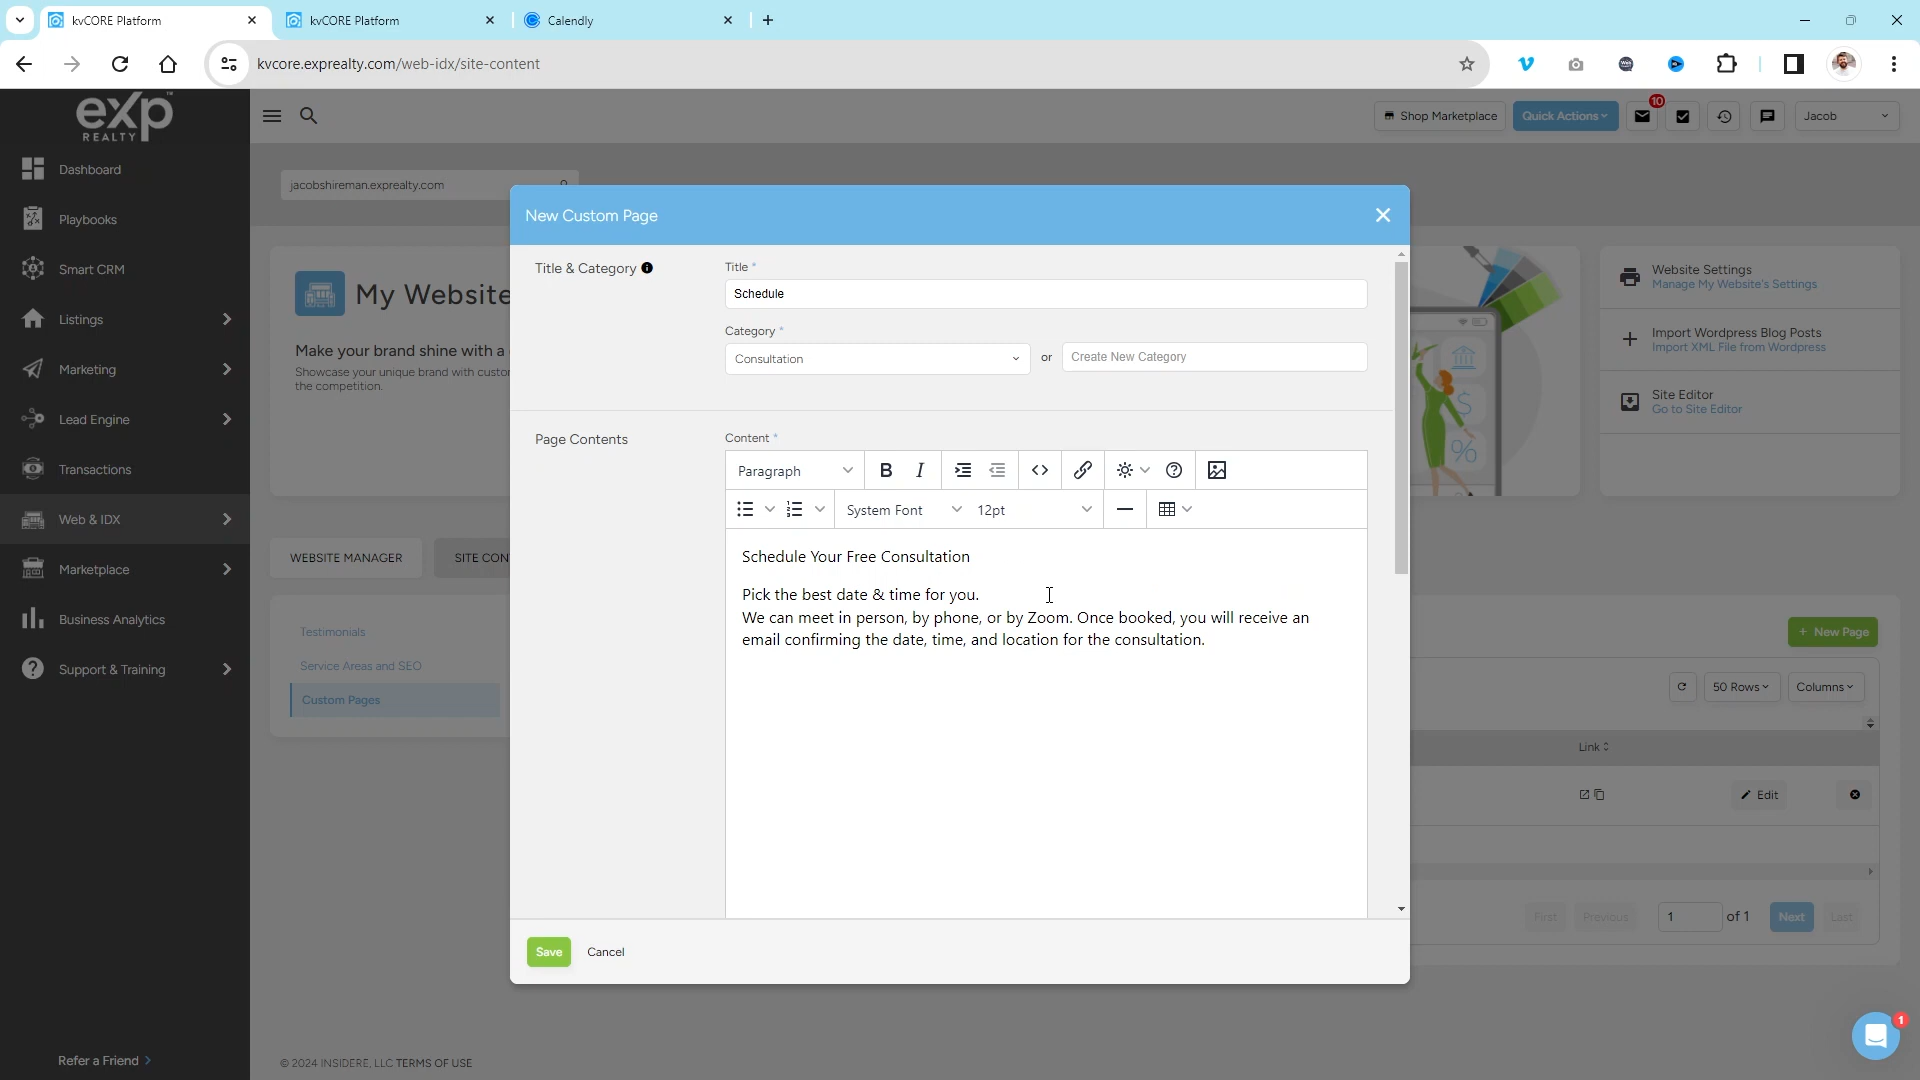 kvCORE Platform
kvCORE Platform
Calendly
kvcore.exprealty.com/web-idx/site-content
eXp
REALTY
Shop Marketplace
Quick Actions
10
Jacob
Dashboard
Playbooks
Smart CRM
Listings
Marketing
Lead Engine
Transactions
Web & IDX
Marketplace
Business Analytics
Support & Training
Refer a Friend
jacobshireman.exprealty.com
My Website
Make your brand shine with a
Showcase your unique brand with custo
the competition.
WEBSITE MANAGER
SITE CON
Testimonials
Service Areas and SEO
Custom Pages
New Custom Page
Title & Category
Title *
Schedule
Category *
Consultation
or
Create New Category
Page Contents
Content *
Paragraph
B
I
System Font
12pt
Schedule Your Free Consultation
Pick the best date & time for you.
We can meet in person, by phone, or by Zoom. Once booked, you will receive an
email confirming the date, time, and location for the consultation.
Save
Cancel
Website Settings
Manage My Website's Settings
Import Wordpress Blog Posts
Import XML File from Wordpress
Site Editor
Go to Site Editor
+ New Page
50 Rows
Columns
Link
Edit
First
Previous
1
of 1
Next
Last
1
© 2024 INSIDERE, LLC TERMS OF USE